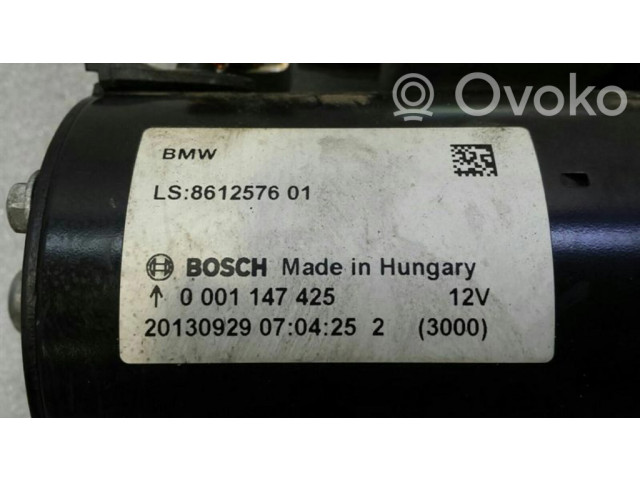 Ovoko
BMW
LS:8612576 01
BOSCH Made in Hungary
↑ 0 001 147 425 12V
20130929 07:04:25 2 (3000)